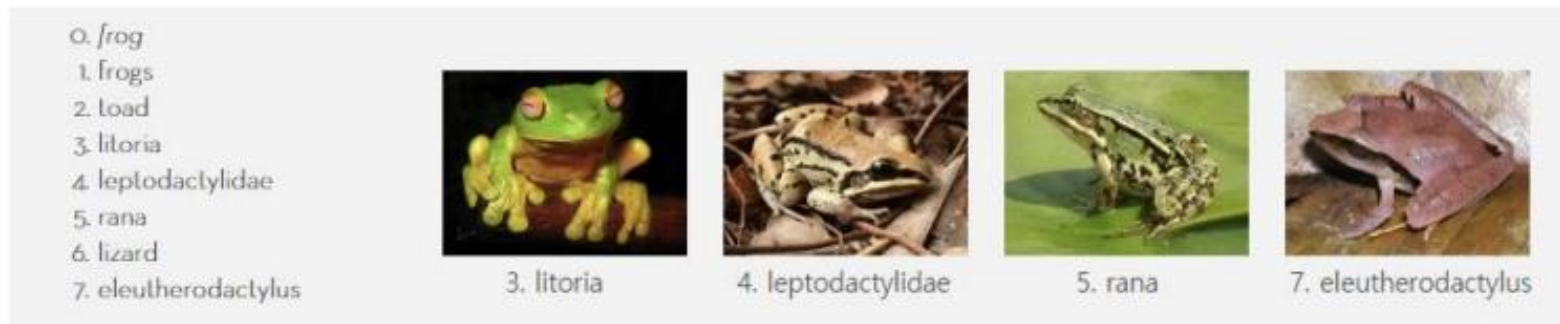 0. frog
1. frogs
2. toad
3. litoria
4. leptodactylidae
5. rana
6. lizard
7. eleutherodactylus
3. litoria
4. leptodactylidae
5. rana
7. eleutherodactylus